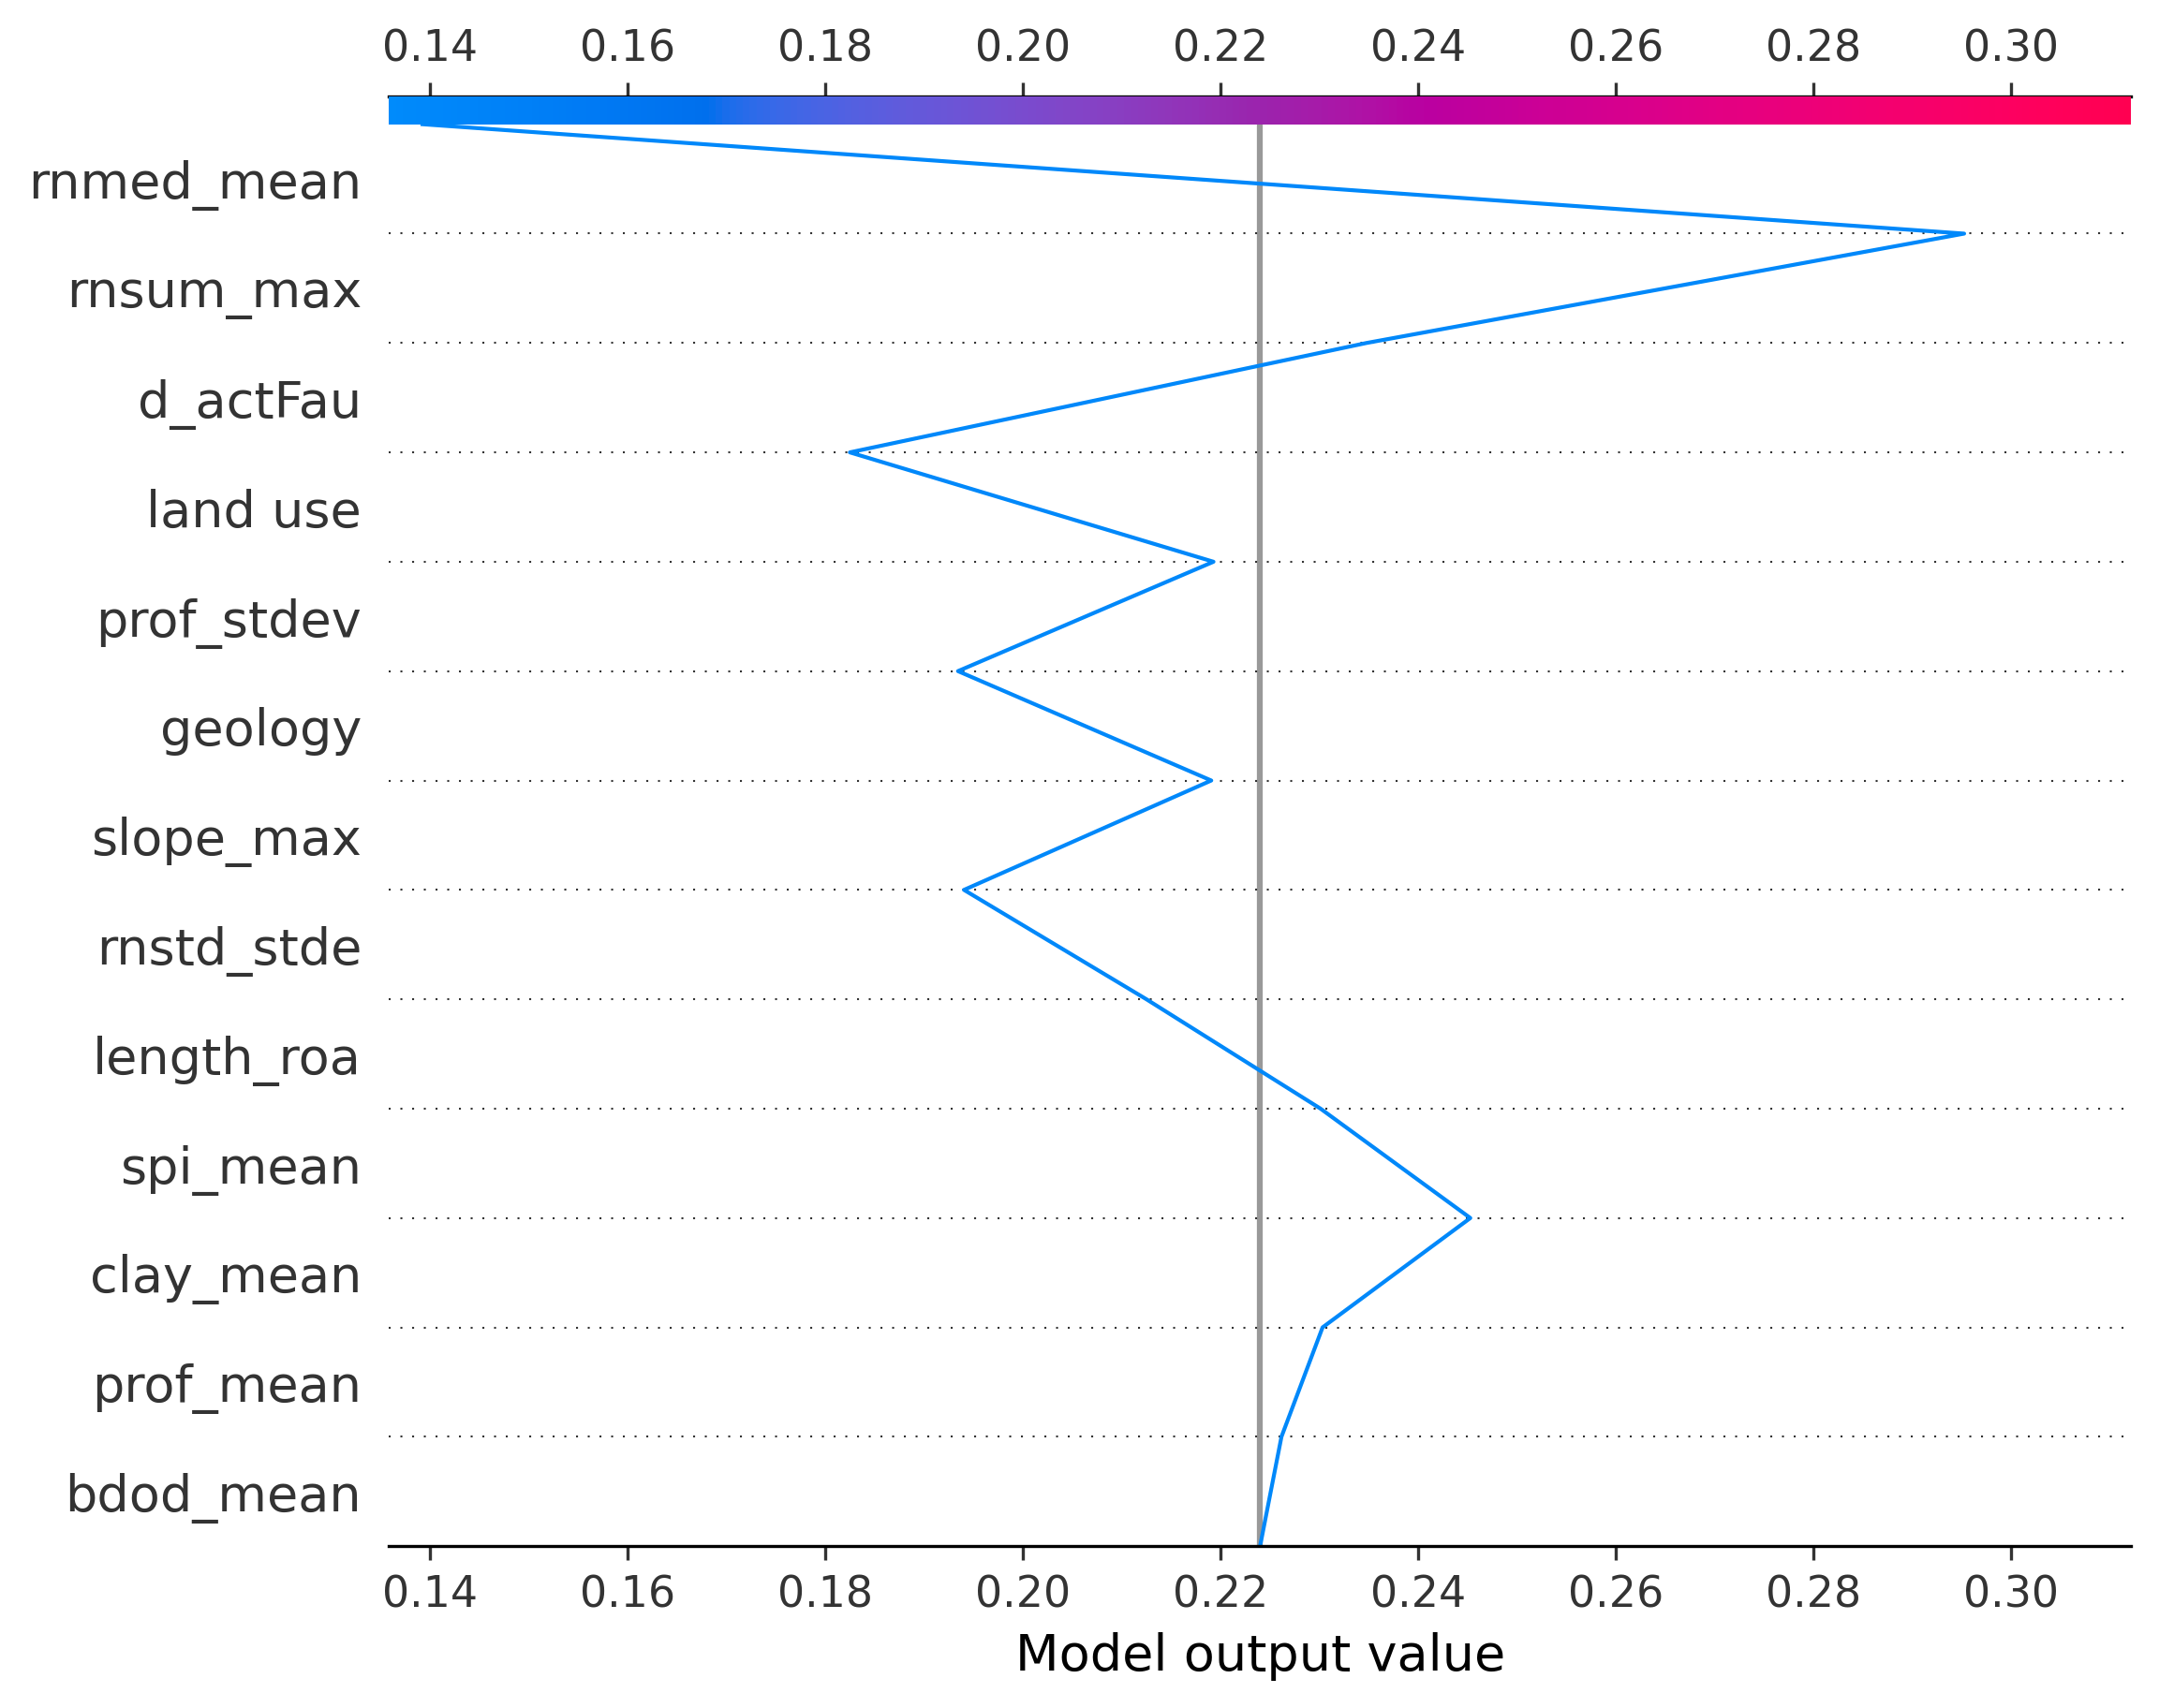 0.14 0.16 0.18 0.20 0.22 0.24 0.26 0.28 0.30
rnmed_mean
rnsum_max
d_actFau
land use
prof_stdev
geology
slope_max
rnstd_stde
length_roa
spi_mean
clay_mean
prof_mean
bdod_mean
0.14 0.16 0.18 0.20 0.22 0.24 0.26 0.28 0.30
Model output value